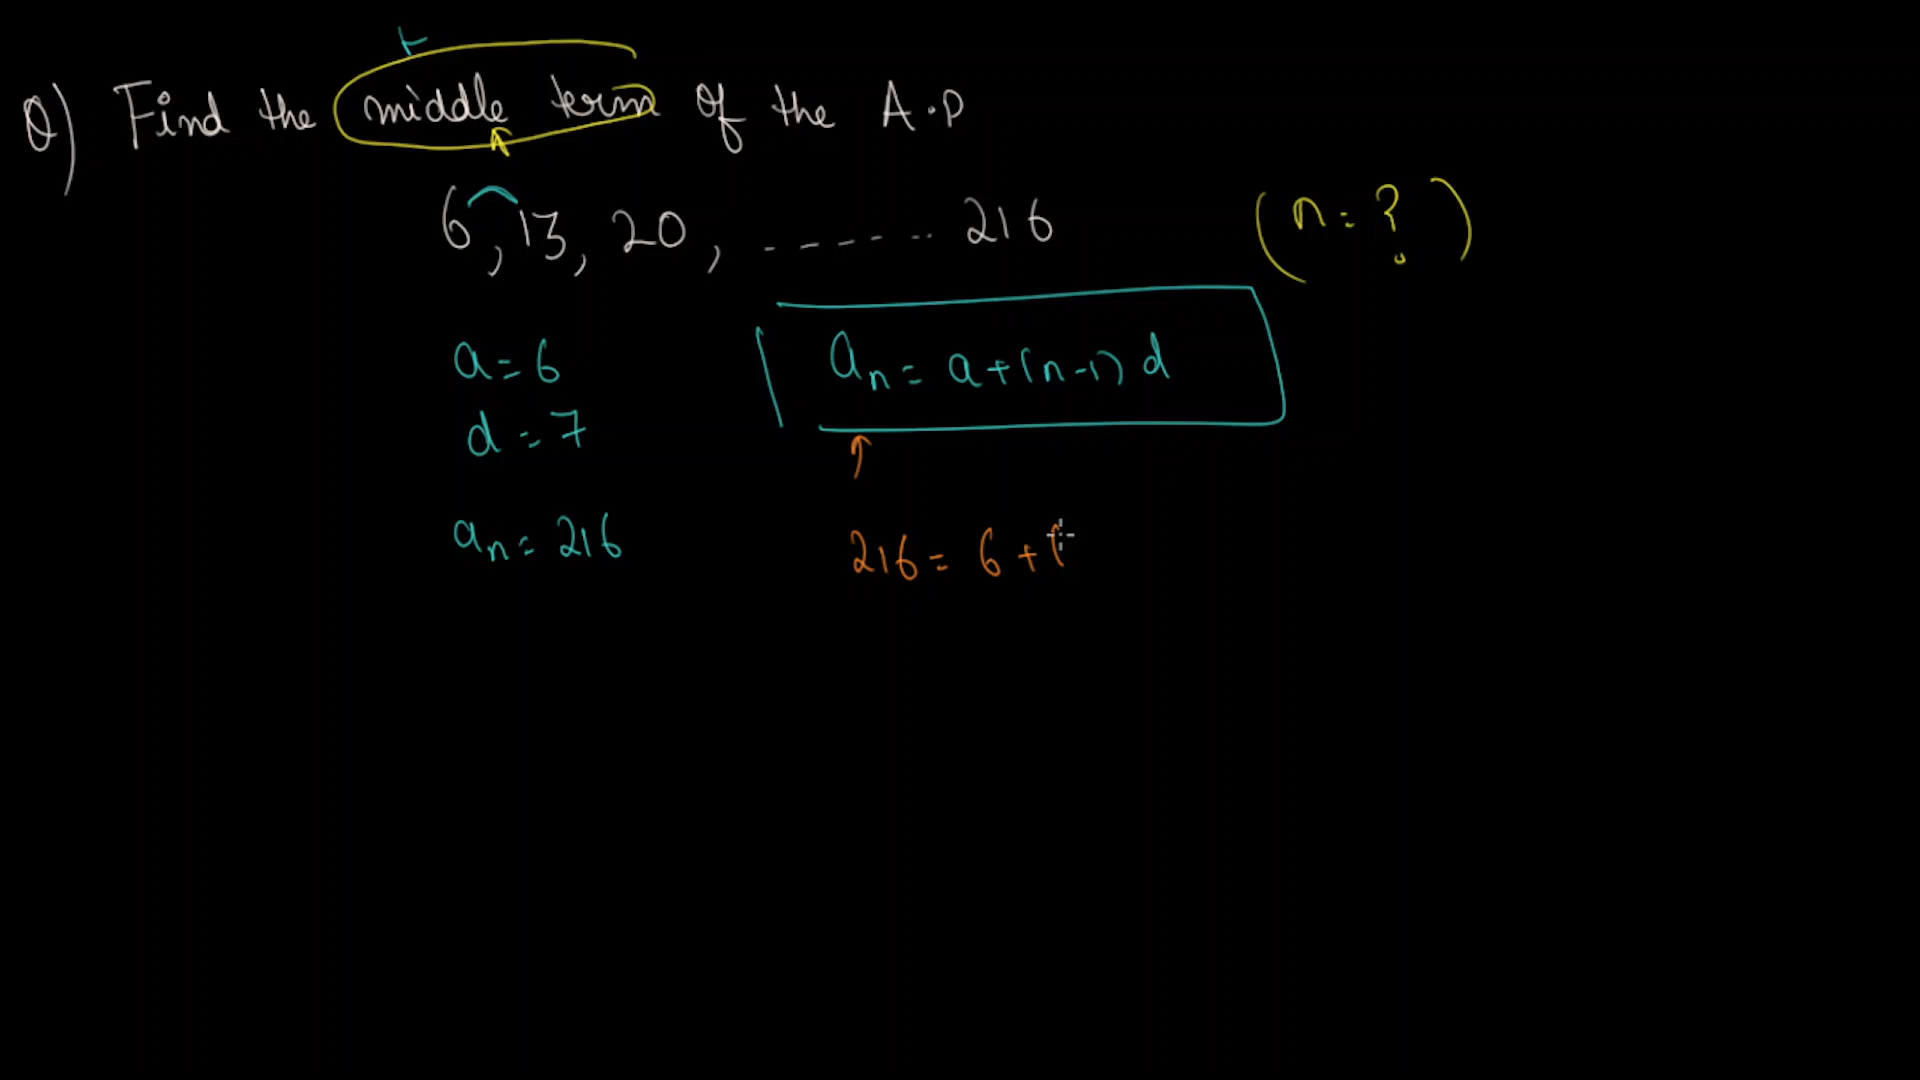 Q) Find the middle term of the A.P
6, 13, 20, ------.. 216 (n = ?)
a = 6
d = 7
an = 216
an = a + (n-1) d
216 = 6 + (